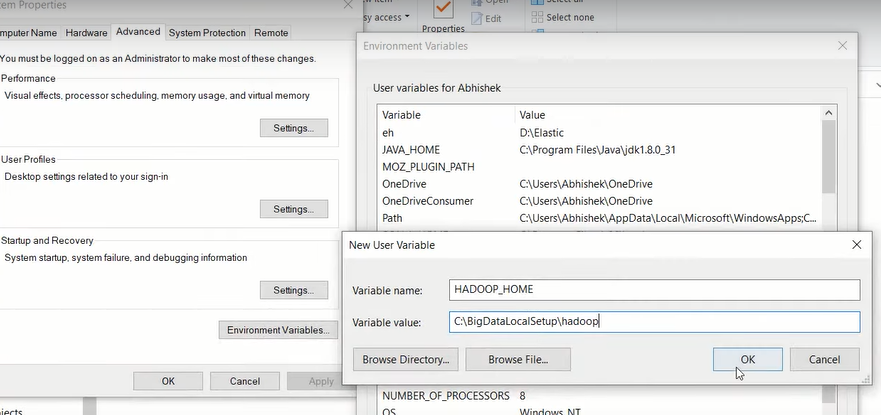 tem Properties
mputer Name Hardware Advanced System Protection Remote
You must be logged on as an Administrator to make most of these changes.
Performance
Visual effects, processor scheduling, memory usage, and virtual memory
Settings...
User Profiles
Desktop settings related to your sign-in
Settings...
Startup and Recovery
System startup, system failure, and debugging information
Settings...
Environment Variables...
OK Cancel Apply
sy access
Properties
Edit
Select none
Environment Variables
User variables for Abhishek
Variable Value
eh D:\Elastic
JAVA_HOME C:\Program Files\Java\jdk1.8.0_31
MOZ_PLUGIN_PATH
OneDrive C:\Users\Abhishek\OneDrive
OneDriveConsumer C:\Users\Abhishek\OneDrive
Path C:\Users\Abhishek\AppData\Local\Microsoft\WindowsApps;C...
New User Variable
Variable name: HADOOP_HOME
Variable value: C:\BigDataLocalSetup\hadoop
Browse Directory... Browse File... OK Cancel
NUMBER_OF_PROCESSORS 8
OS Windows_NT
jects